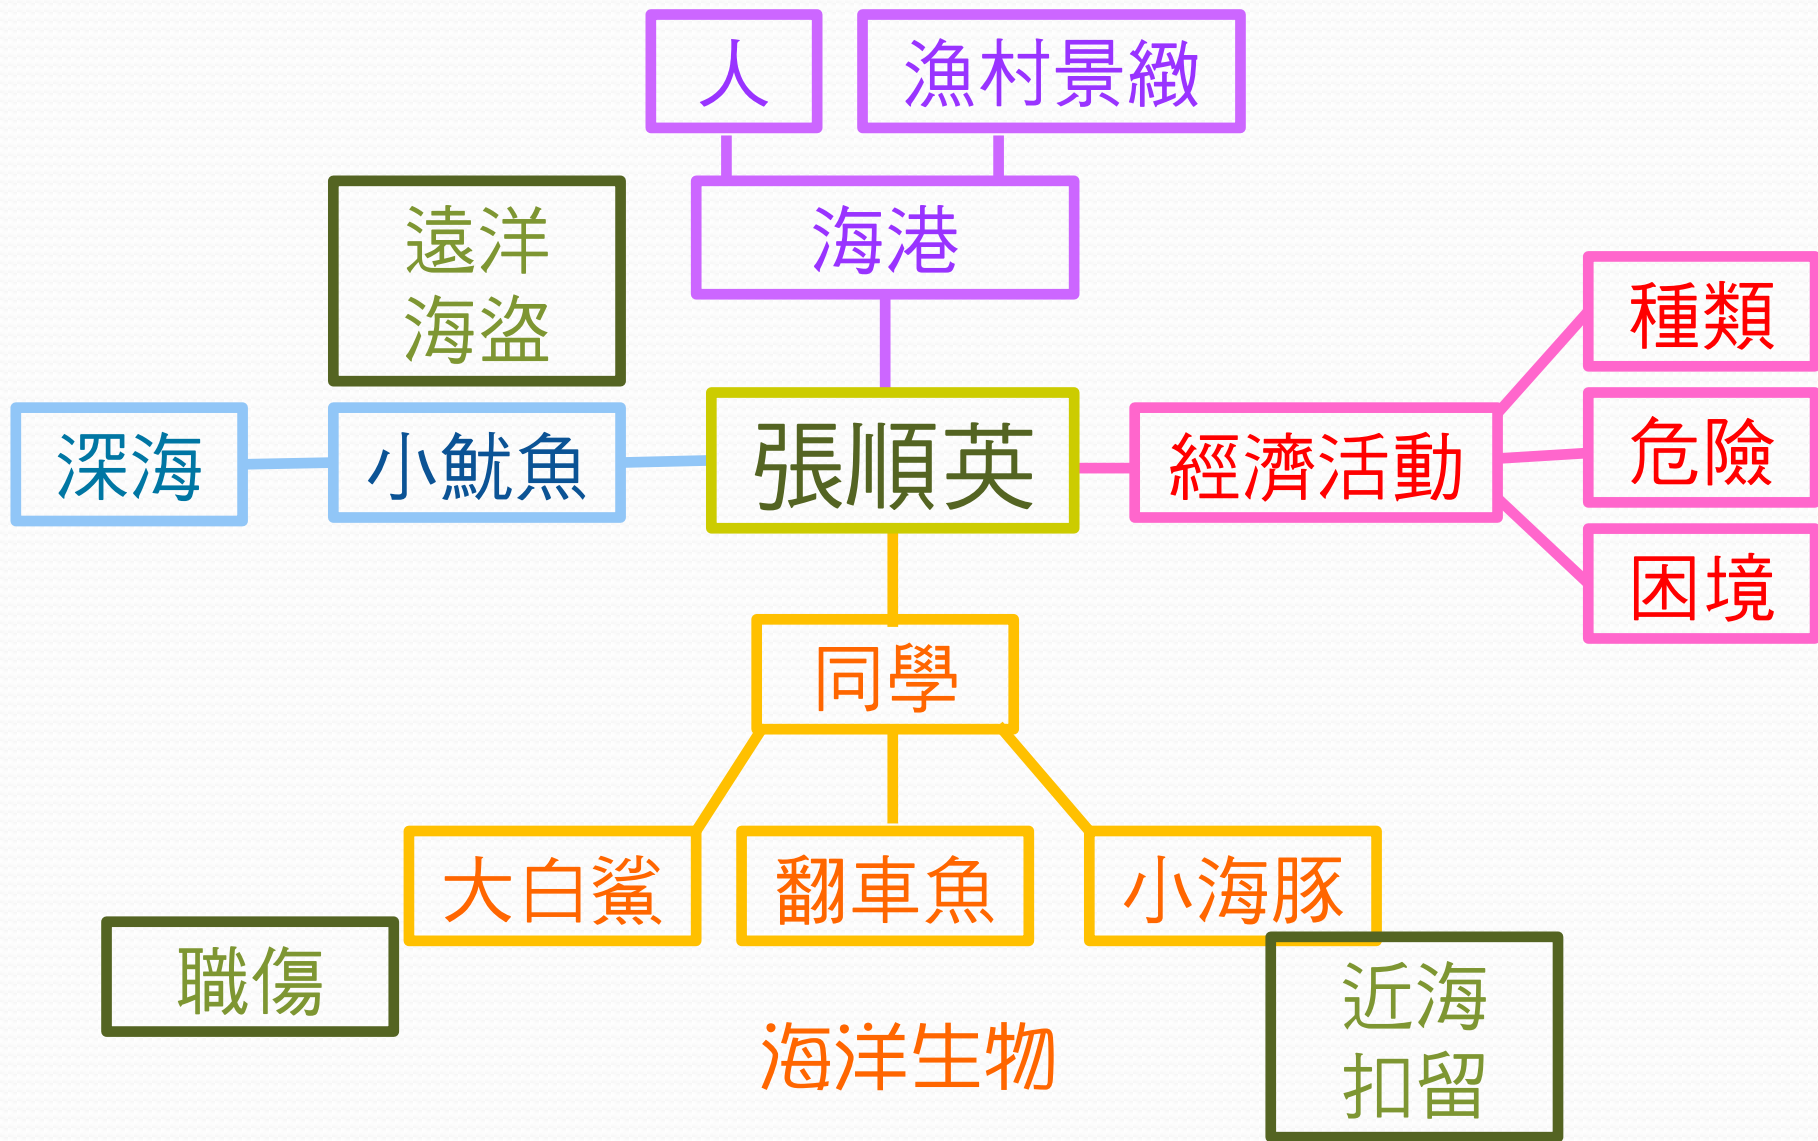 人
漁村景緻
遠洋
海盜
海港
種類
深海
小魷魚
張順英
經濟活動
危險
困境
同學
大白鯊
翻車魚
小海豚
職傷
海洋生物
近海
扣留